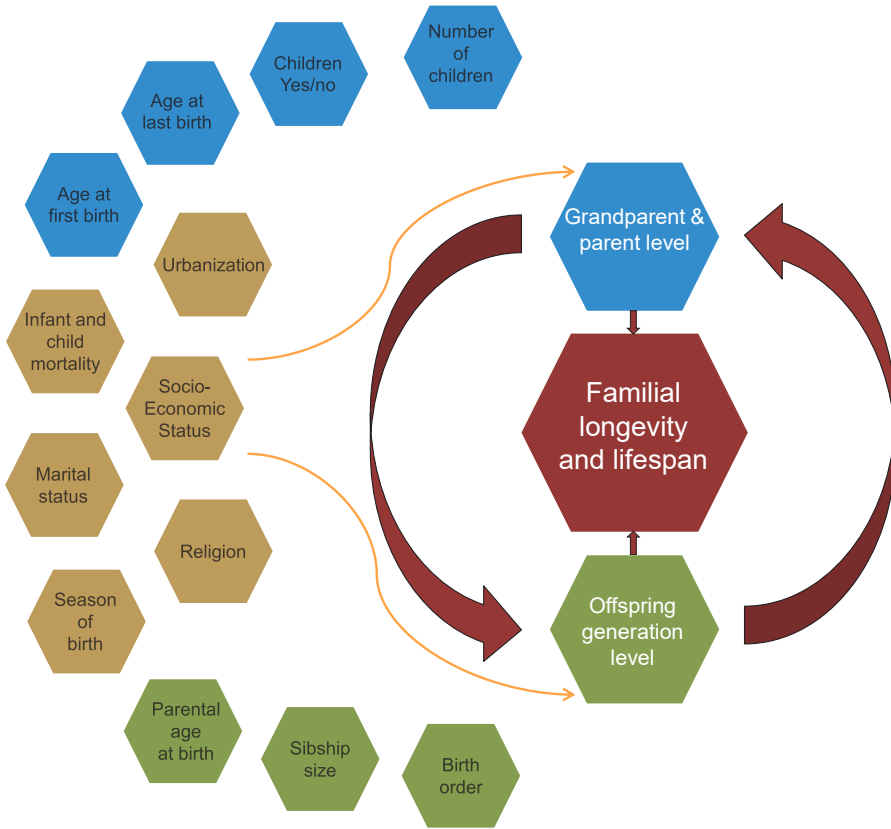 Number
of
children
Children
Yes/no
Age at
last birth
Age at
first birth
Urbanization
Infant and
child
mortality
Socio-
Economic
Status
Marital
status
Religion
Season
of
birth
Parental
age
at birth
Sibship
size
Birth
order
Grandparent &
parent level
Familial
longevity
and lifespan
Offspring
generation
level